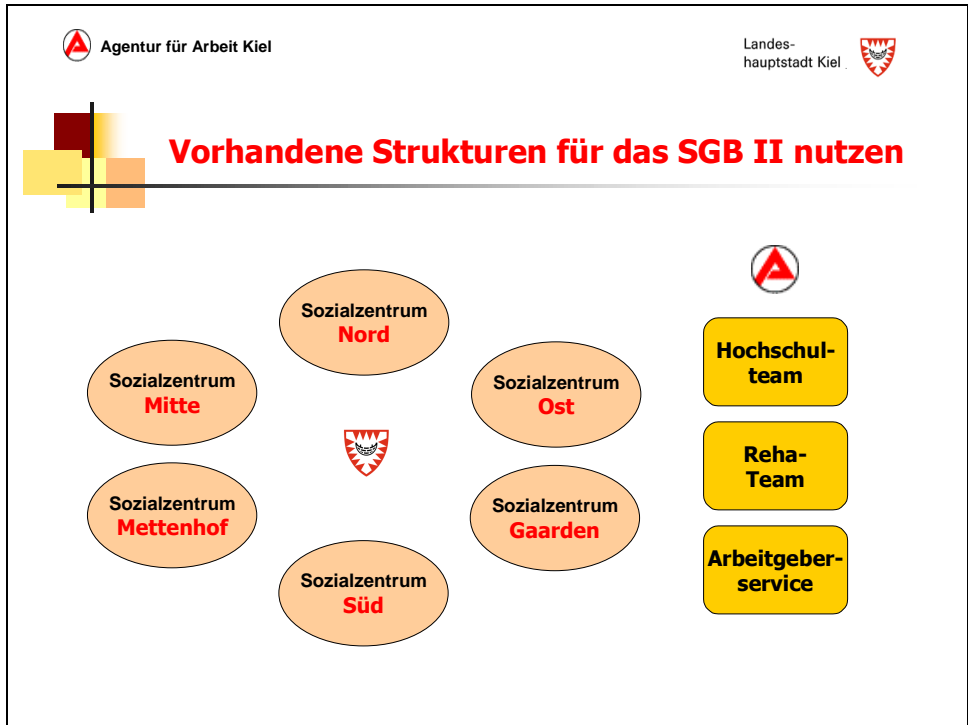 Agentur für Arbeit Kiel
Landes-
hauptstadt Kiel
Vorhandene Strukturen für das SGB II nutzen
Sozialzentrum
Nord
Sozialzentrum
Mitte
Sozialzentrum
Ost
Sozialzentrum
Mettenhof
Sozialzentrum
Gaarden
Sozialzentrum
Süd
Hochschul-
team
Reha-
Team
Arbeitgeber-
service